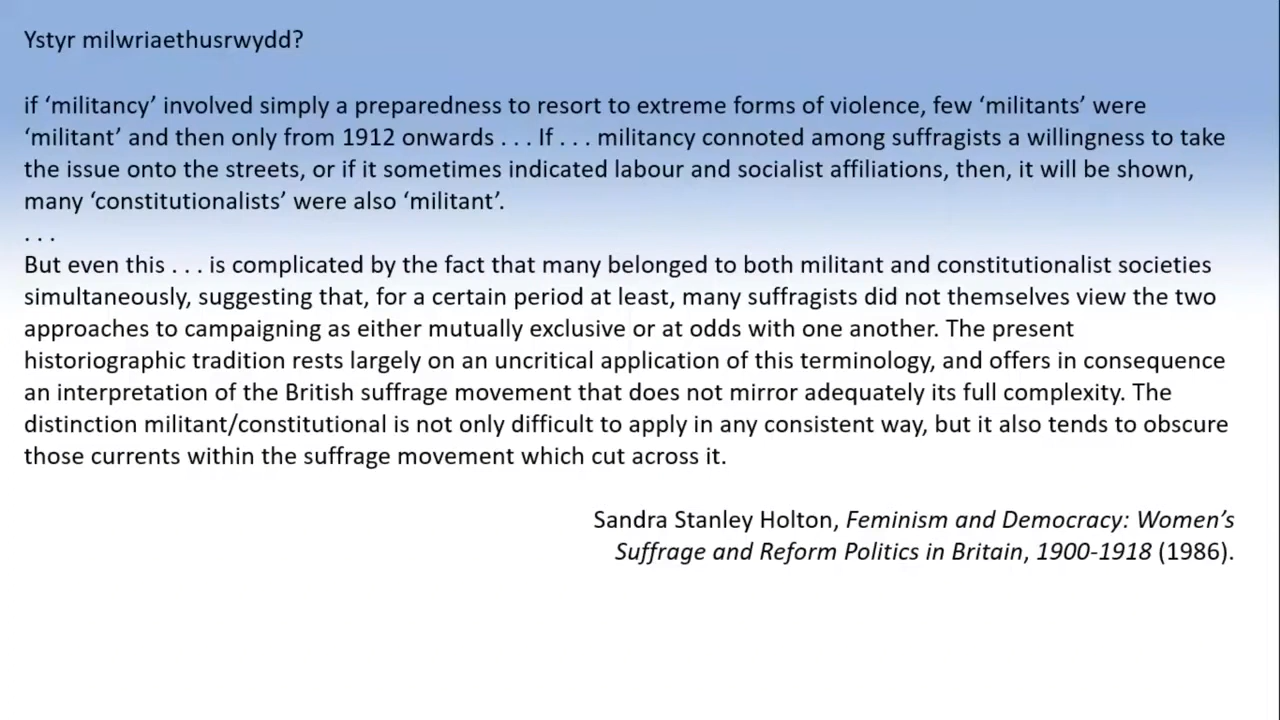 Ystyr milwriaethusrwydd?
if ‘militancy’ involved simply a preparedness to resort to extreme forms of violence, few ‘militants’ were
‘militant’ and then only from 1912 onwards . . . If . . . militancy connoted among suffragists a willingness to take
the issue onto the streets, or if it sometimes indicated labour and socialist affiliations, then, it will be shown,
many ‘constitutionalists’ were also ‘militant’.
. . .
But even this . . . is complicated by the fact that many belonged to both militant and constitutionalist societies
simultaneously, suggesting that, for a certain period at least, many suffragists did not themselves view the two
approaches to campaigning as either mutually exclusive or at odds with one another. The present
historiographic tradition rests largely on an uncritical application of this terminology, and offers in consequence
an interpretation of the British suffrage movement that does not mirror adequately its full complexity. The
distinction militant/constitutional is not only difficult to apply in any consistent way, but it also tends to obscure
those currents within the suffrage movement which cut across it.
Sandra Stanley Holton, Feminism and Democracy: Women’s
Suffrage and Reform Politics in Britain, 1900-1918 (1986).